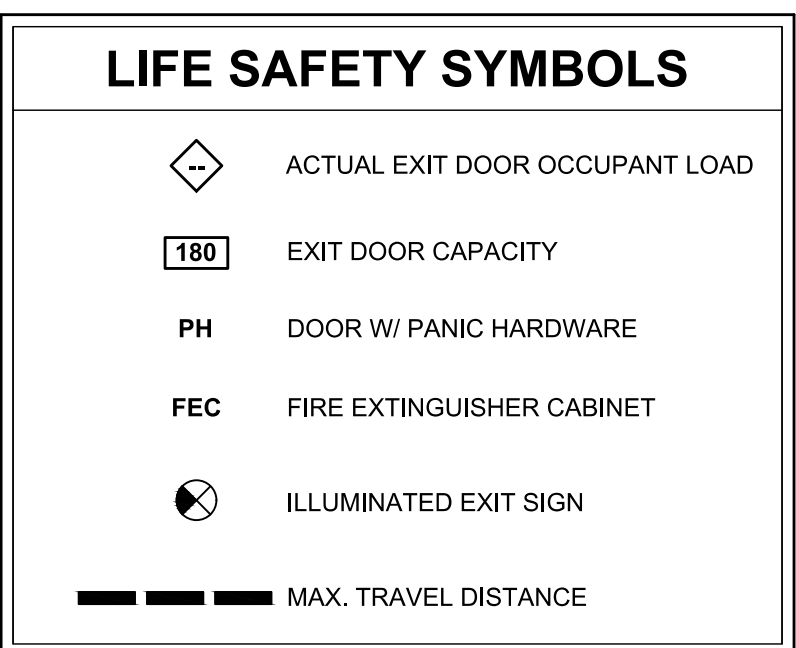 LIFE SAFETY SYMBOLS
-- ACTUAL EXIT DOOR OCCUPANT LOAD
180 EXIT DOOR CAPACITY
PH DOOR W/ PANIC HARDWARE
FEC FIRE EXTINGUISHER CABINET
ILLUMINATED EXIT SIGN
MAX. TRAVEL DISTANCE